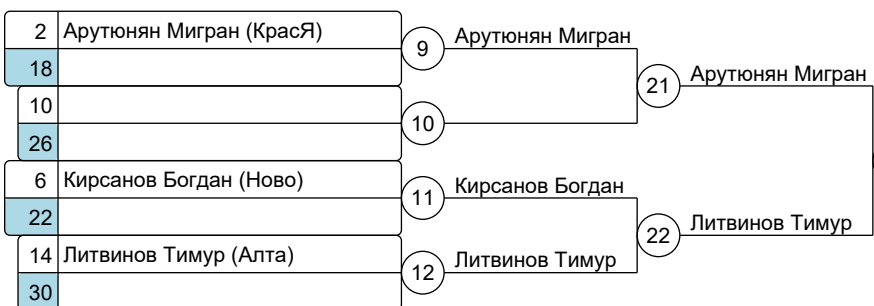 2 Арутюнян Мигран (КрасЯ)
18
9 Арутюнян Мигран
10
26
10
21 Арутюнян Мигран
6 Кирсанов Богдан (Ново)
22
11 Кирсанов Богдан
14 Литвинов Тимур (Алта)
30
12 Литвинов Тимур
22 Литвинов Тимур